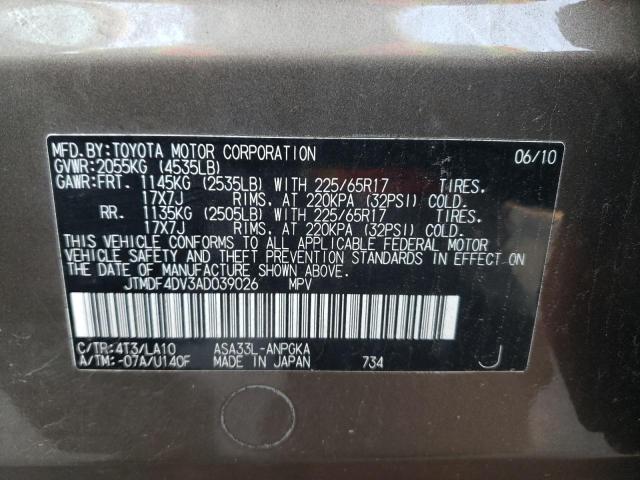 MFD. BY:TOYOTA MOTOR CORPORATION 06/10
GVWR:2055KG (4535LB)
GAWR:FRT. 1145KG (2535LB) WITH 225/65R17 TIRES.
17X7J RIMS, AT 220KPA (32PSI) COLD.
RR. 1135KG (2505LB) WITH 225/65R17 TIRES.
17X7J RIMS, AT 220KPA (32PSI) COLD.
THIS VEHICLE CONFORMS TO ALL APPLICABLE FEDERAL MOTOR
VEHICLE SAFETY AND THEFT PREVENTION STANDARDS IN EFFECT ON
THE DATE OF MANUFACTURE SHOWN ABOVE.
JTMDF4DV3AD039026 MPV
C/TR:4T3/LA10 ASA33L-ANPGKA
A/TM:-07A/U140F MADE IN JAPAN 734 J